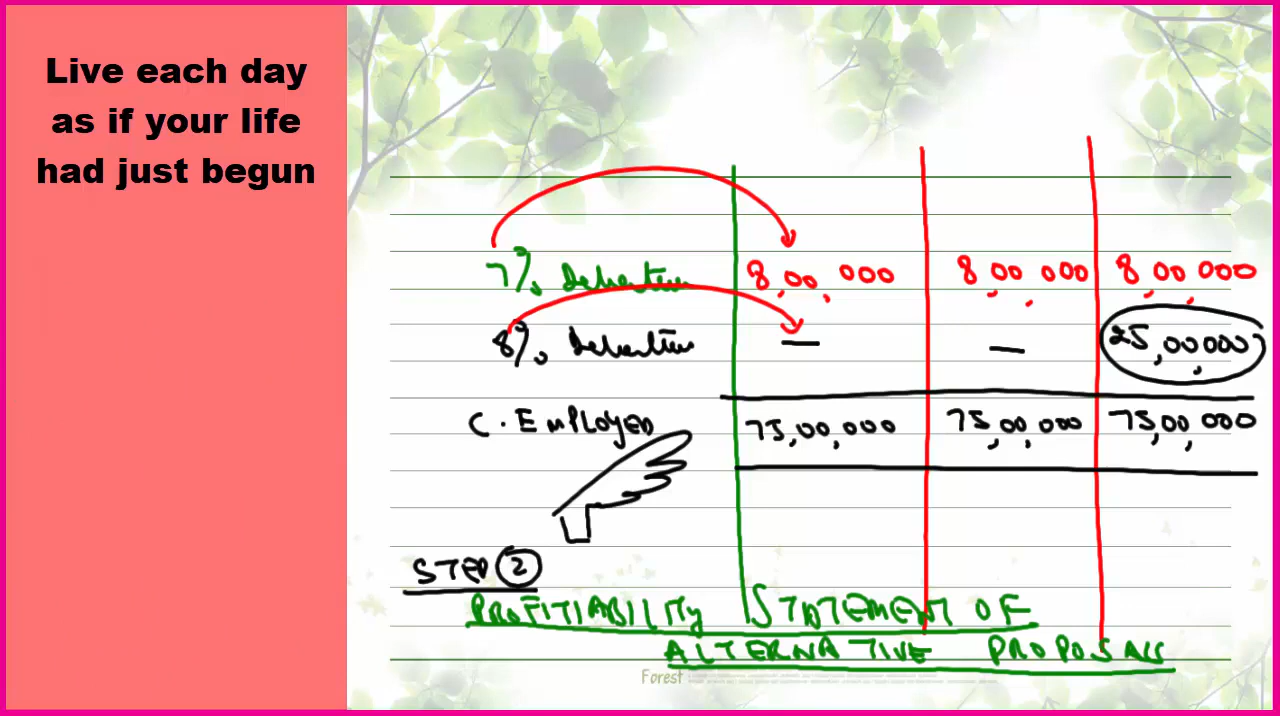 Live each day
as if your life
had just begun
7% Debenture 8,00,000 8,00,000 8,00,000
8% Debenture — — 25,00,000
C. EMPLOYED 75,00,000 75,00,000 75,00,000
STEP 2
PROFITIABILITY STATEMENT OF
ALTERNATIVE PROPOSALS
Forest